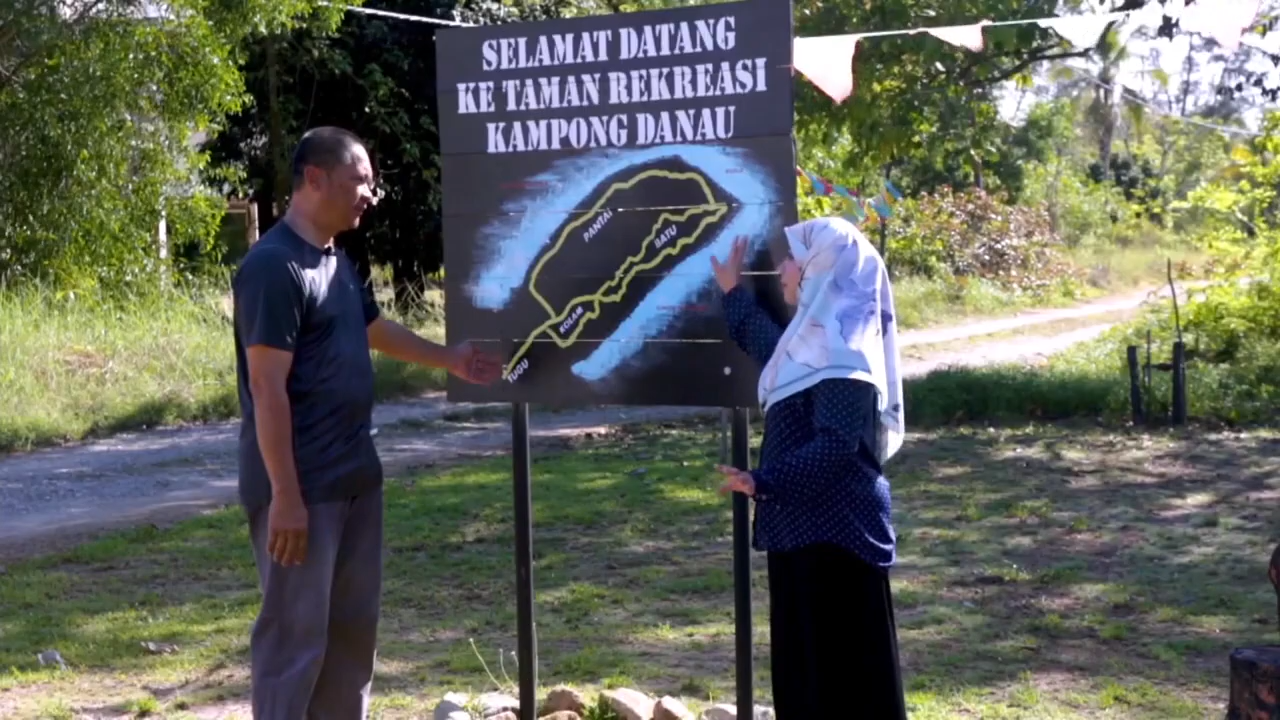 SELAMAT DATANG
KE TAMAN REKREASI
KAMPONG DANAU
PANTAI
BATU
KOLAM
TUGU